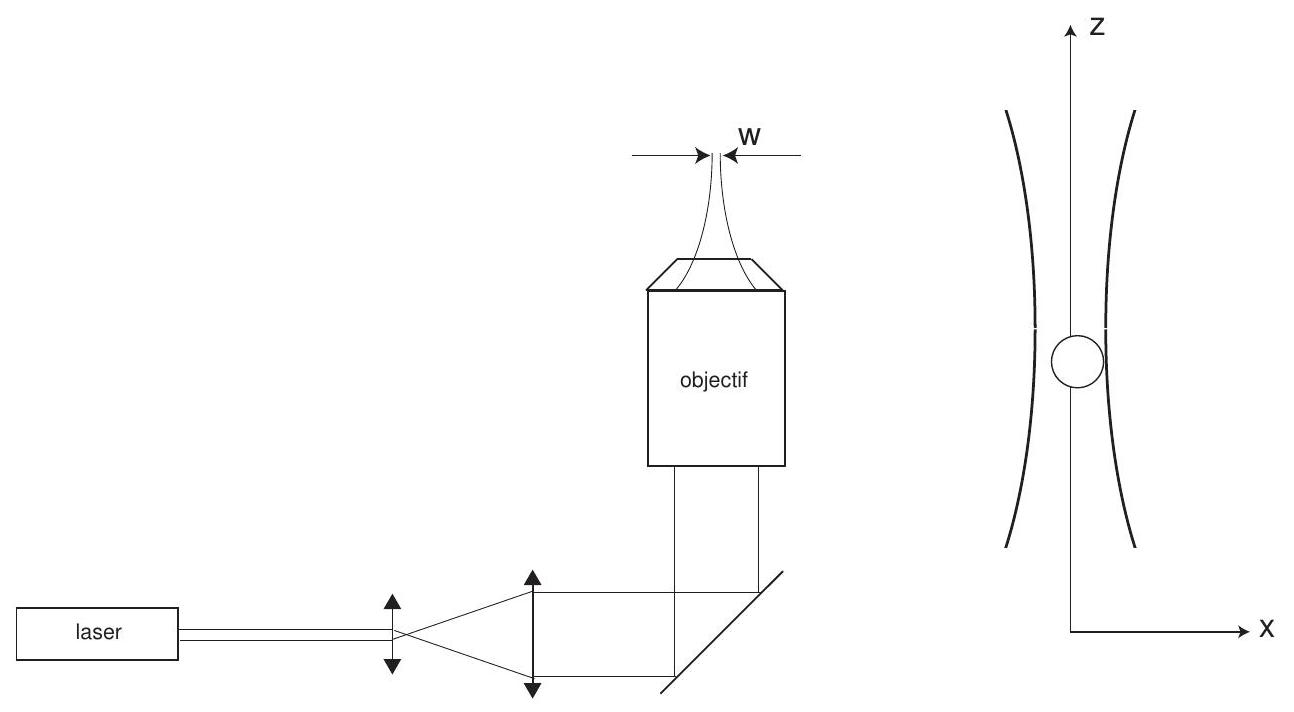 z
w
objectif
laser
x